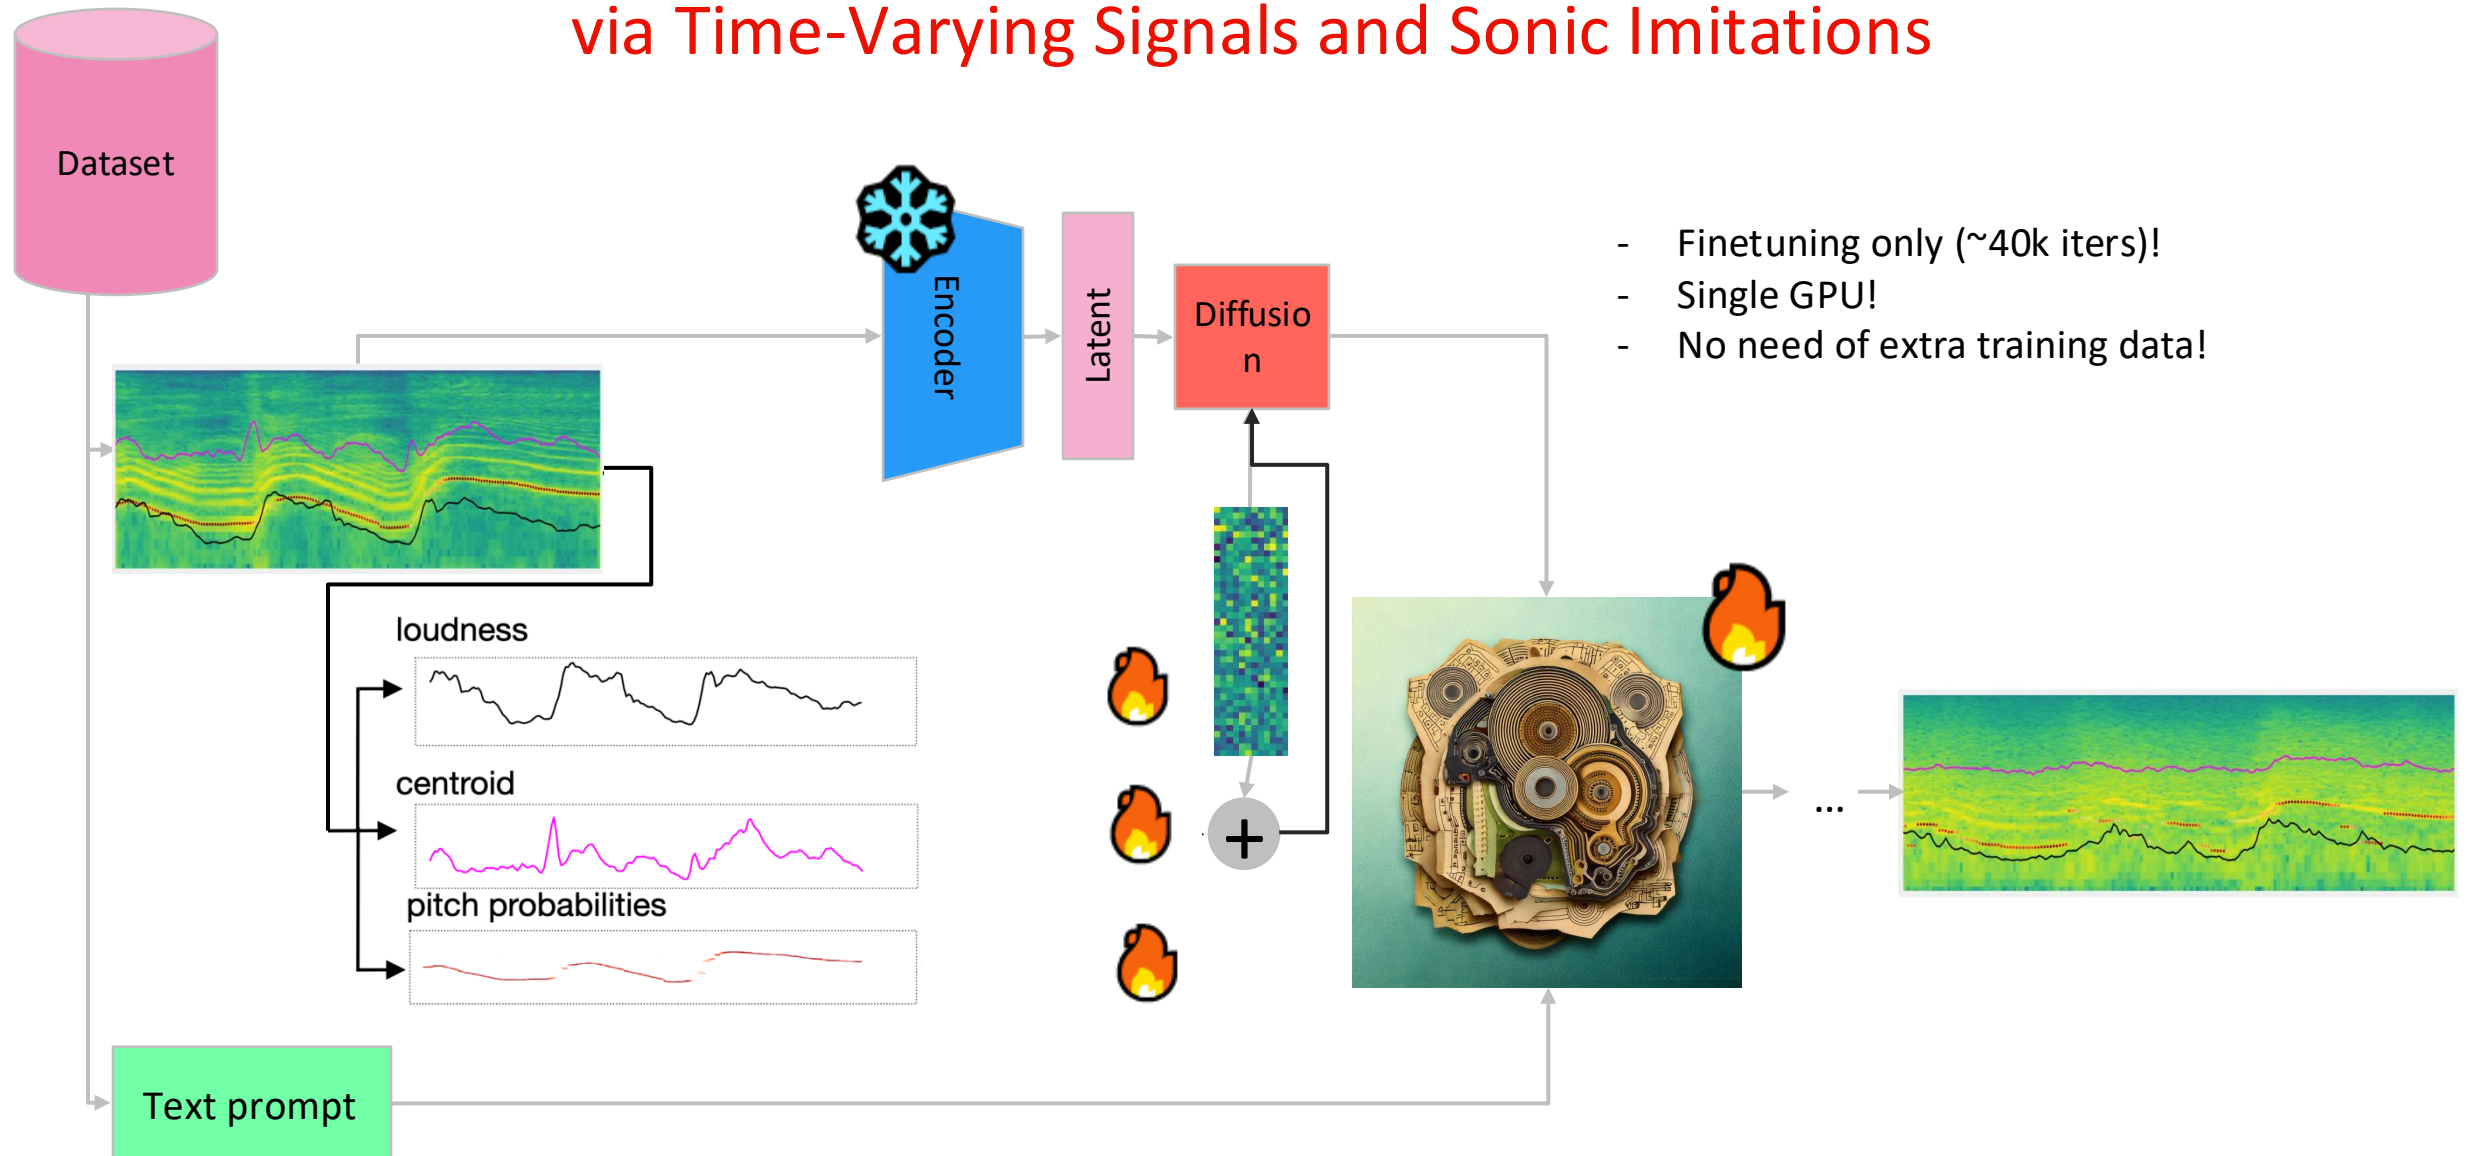 via Time-Varying Signals and Sonic Imitations
Dataset
Encoder
Latent
Diffusio
n
- Finetuning only (~40k iters)!
- Single GPU!
- No need of extra training data!
loudness
centroid
pitch probabilities
+
...
Text prompt